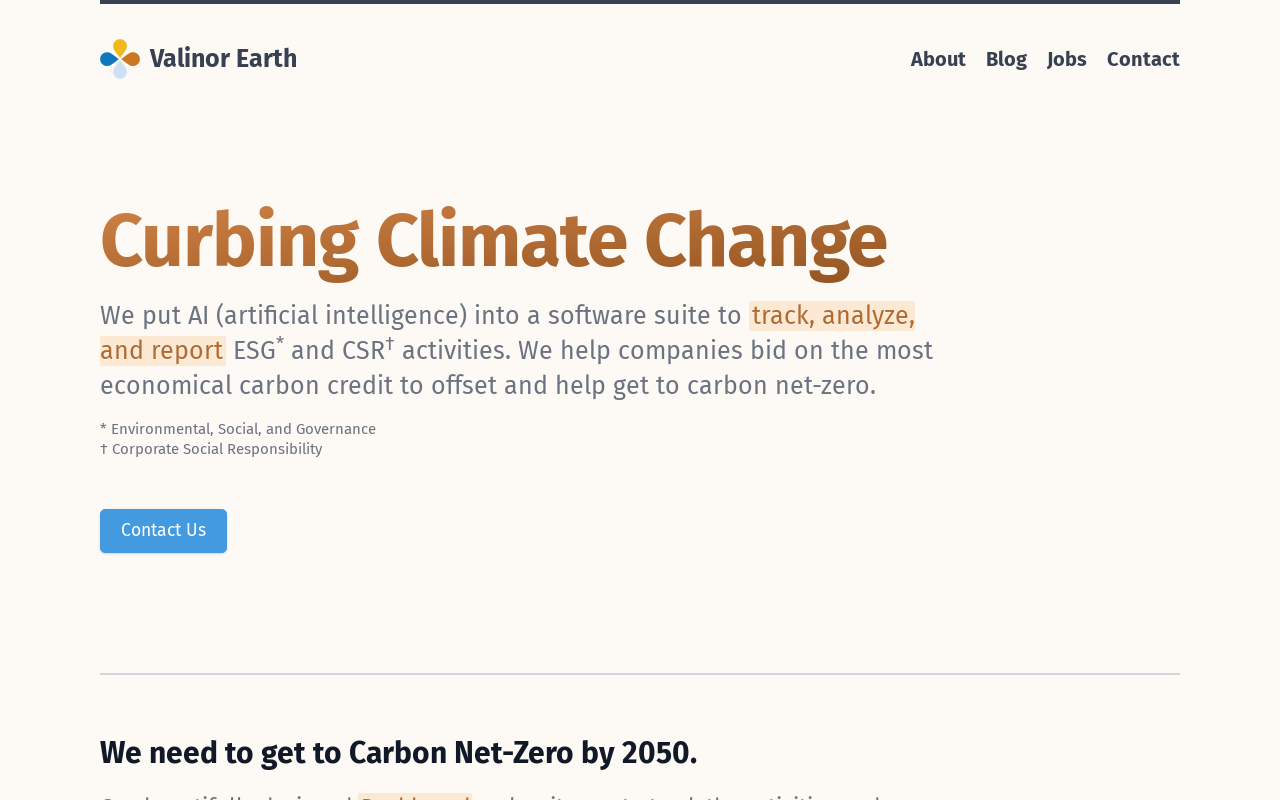 Valinor Earth
About Blog Jobs Contact
Curbing Climate Change
We put AI (artificial intelligence) into a software suite to track, analyze,
and report ESG* and CSR† activities. We help companies bid on the most
economical carbon credit to offset and help get to carbon net-zero.
* Environmental, Social, and Governance
† Corporate Social Responsibility
Contact Us
We need to get to Carbon Net-Zero by 2050.